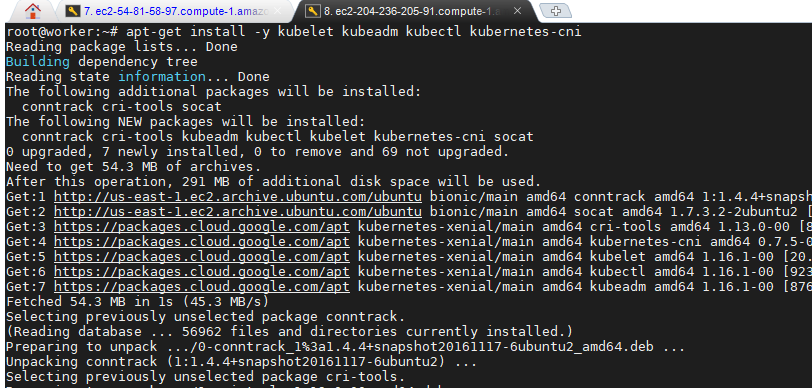 7. ec2-54-81-58-97.compute-1.amazo
8. ec2-204-236-205-91.compute-1.a
root@worker:~# apt-get install -y kubelet kubeadm kubectl kubernetes-cni
Reading package lists... Done
Building dependency tree
Reading state information... Done
The following additional packages will be installed:
  conntrack cri-tools socat
The following NEW packages will be installed:
  conntrack cri-tools kubeadm kubectl kubelet kubernetes-cni socat
0 upgraded, 7 newly installed, 0 to remove and 69 not upgraded.
Need to get 54.3 MB of archives.
After this operation, 291 MB of additional disk space will be used.
Get:1 http://us-east-1.ec2.archive.ubuntu.com/ubuntu bionic/main amd64 conntrack amd64 1:1.4.4+snapsh
Get:2 http://us-east-1.ec2.archive.ubuntu.com/ubuntu bionic/main amd64 socat amd64 1.7.3.2-2ubuntu2 [
Get:3 https://packages.cloud.google.com/apt kubernetes-xenial/main amd64 cri-tools amd64 1.13.0-00 [8
Get:4 https://packages.cloud.google.com/apt kubernetes-xenial/main amd64 kubernetes-cni amd64 0.7.5-0
Get:5 https://packages.cloud.google.com/apt kubernetes-xenial/main amd64 kubelet amd64 1.16.1-00 [20.
Get:6 https://packages.cloud.google.com/apt kubernetes-xenial/main amd64 kubectl amd64 1.16.1-00 [923
Get:7 https://packages.cloud.google.com/apt kubernetes-xenial/main amd64 kubeadm amd64 1.16.1-00 [876
Fetched 54.3 MB in 1s (45.3 MB/s)
Selecting previously unselected package conntrack.
(Reading database ... 56962 files and directories currently installed.)
Preparing to unpack .../0-conntrack_1%3a1.4.4+snapshot20161117-6ubuntu2_amd64.deb ...
Unpacking conntrack (1:1.4.4+snapshot20161117-6ubuntu2) ...
Selecting previously unselected package cri-tools.